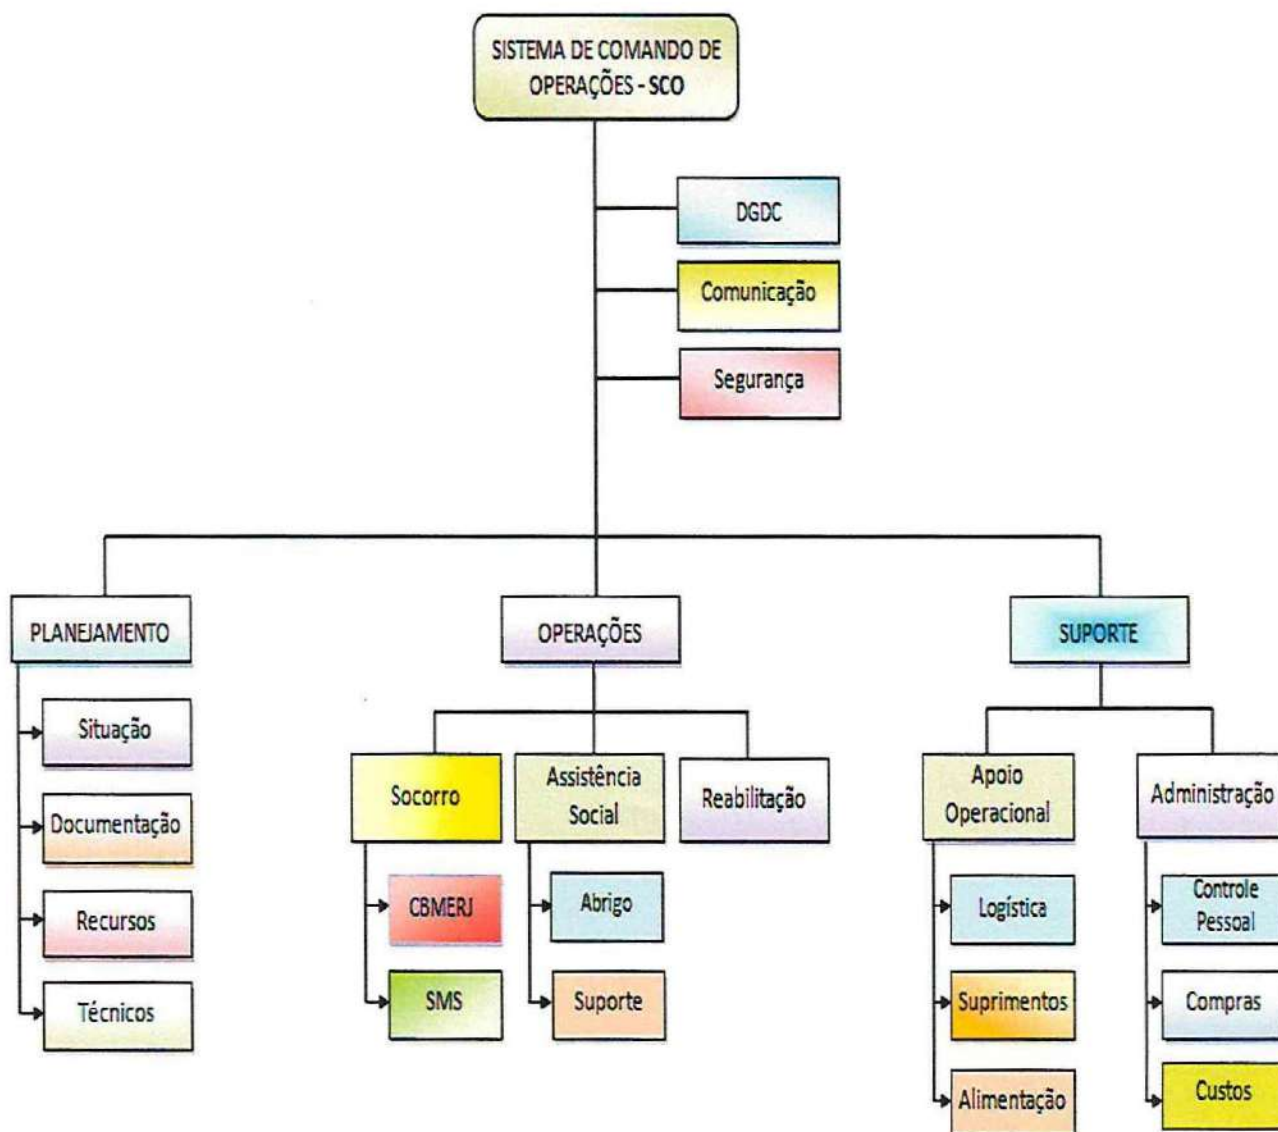 SISTEMA DE COMANDO DE
OPERAÇÕES - SCO
DGDC
Comunicação
Segurança
PLANEJAMENTO
OPERAÇÕES
SUPORTE
Situação
Documentação
Recursos
Técnicos
Socorro
CBMERJ
SMS
Assistência
Social
Abrigo
Suporte
Reabilitação
Apoio
Operacional
Logística
Suprimentos
Alimentação
Administração
Controle
Pessoal
Compras
Custos